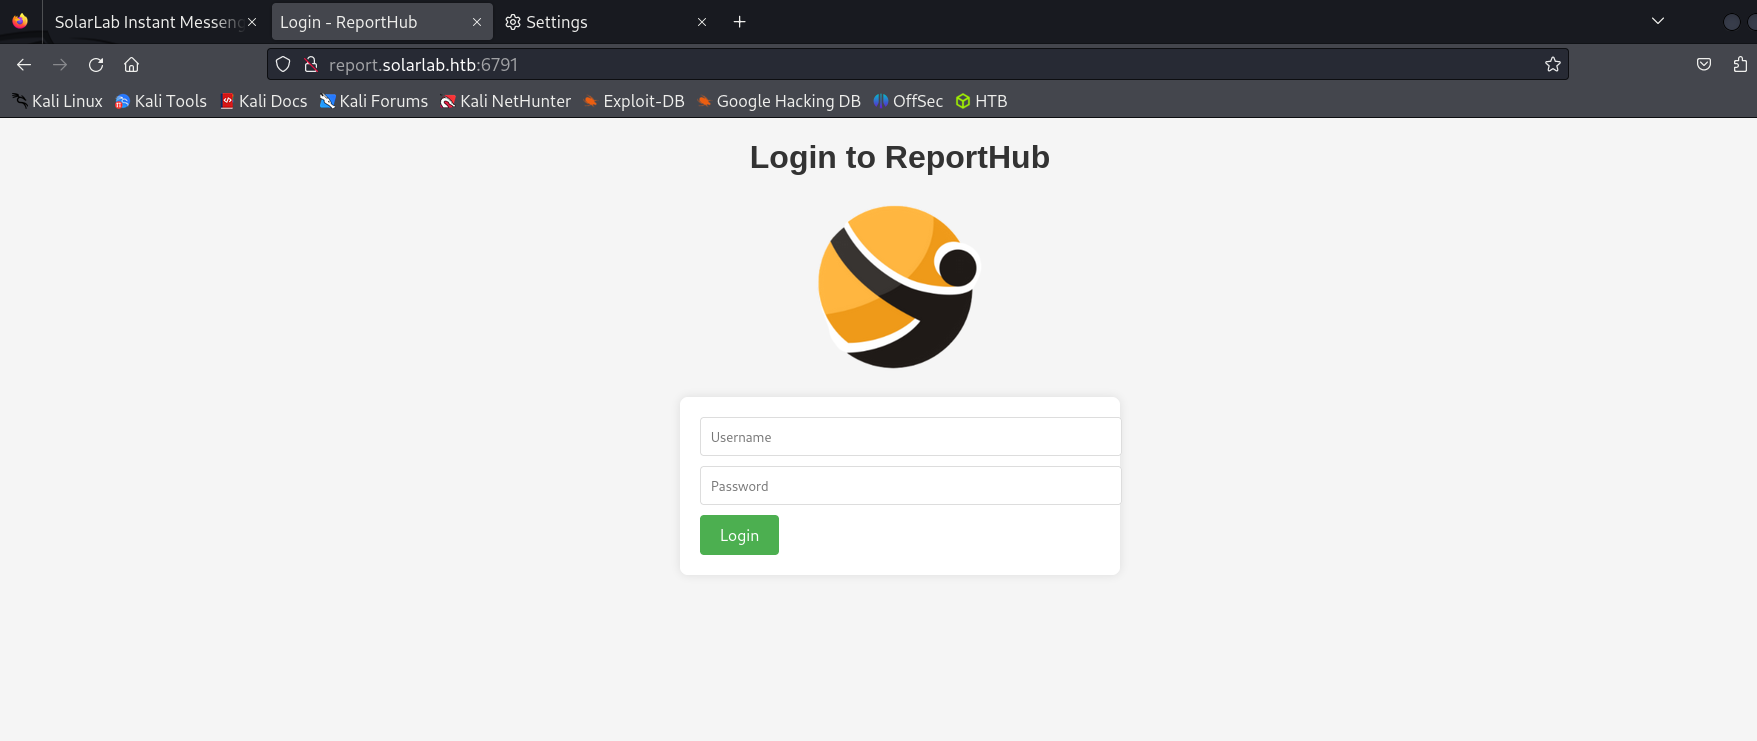 SolarLab Instant Messeng
Login - ReportHub
Settings
report.solarlab.htb:6791
Kali Linux Kali Tools Kali Docs Kali Forums Kali NetHunter Exploit-DB Google Hacking DB OffSec HTB
Login to ReportHub
Username
Password
Login